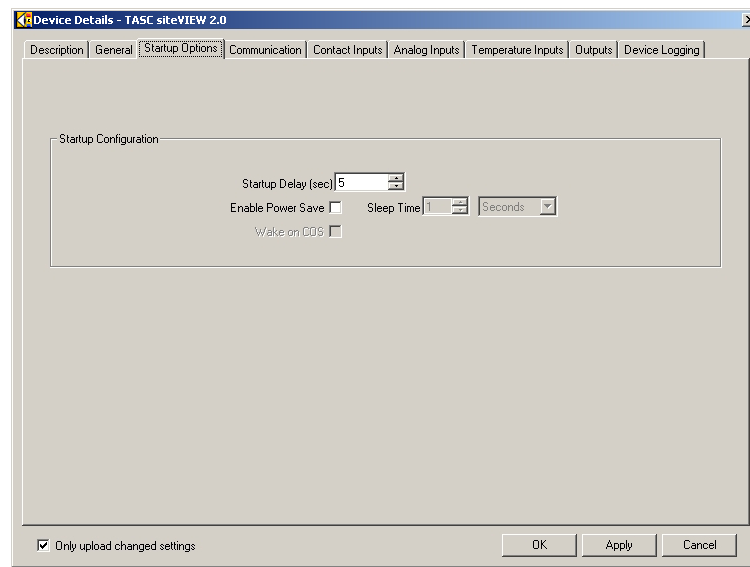 Device Details - TASC siteVIEW 2.0
Description General Startup Options Communication Contact Inputs Analog Inputs Temperature Inputs Outputs Device Logging
Startup Configuration
Startup Delay (sec) 5
Enable Power Save Sleep Time 1 Seconds
Wake on COS
Only upload changed settings OK Apply Cancel